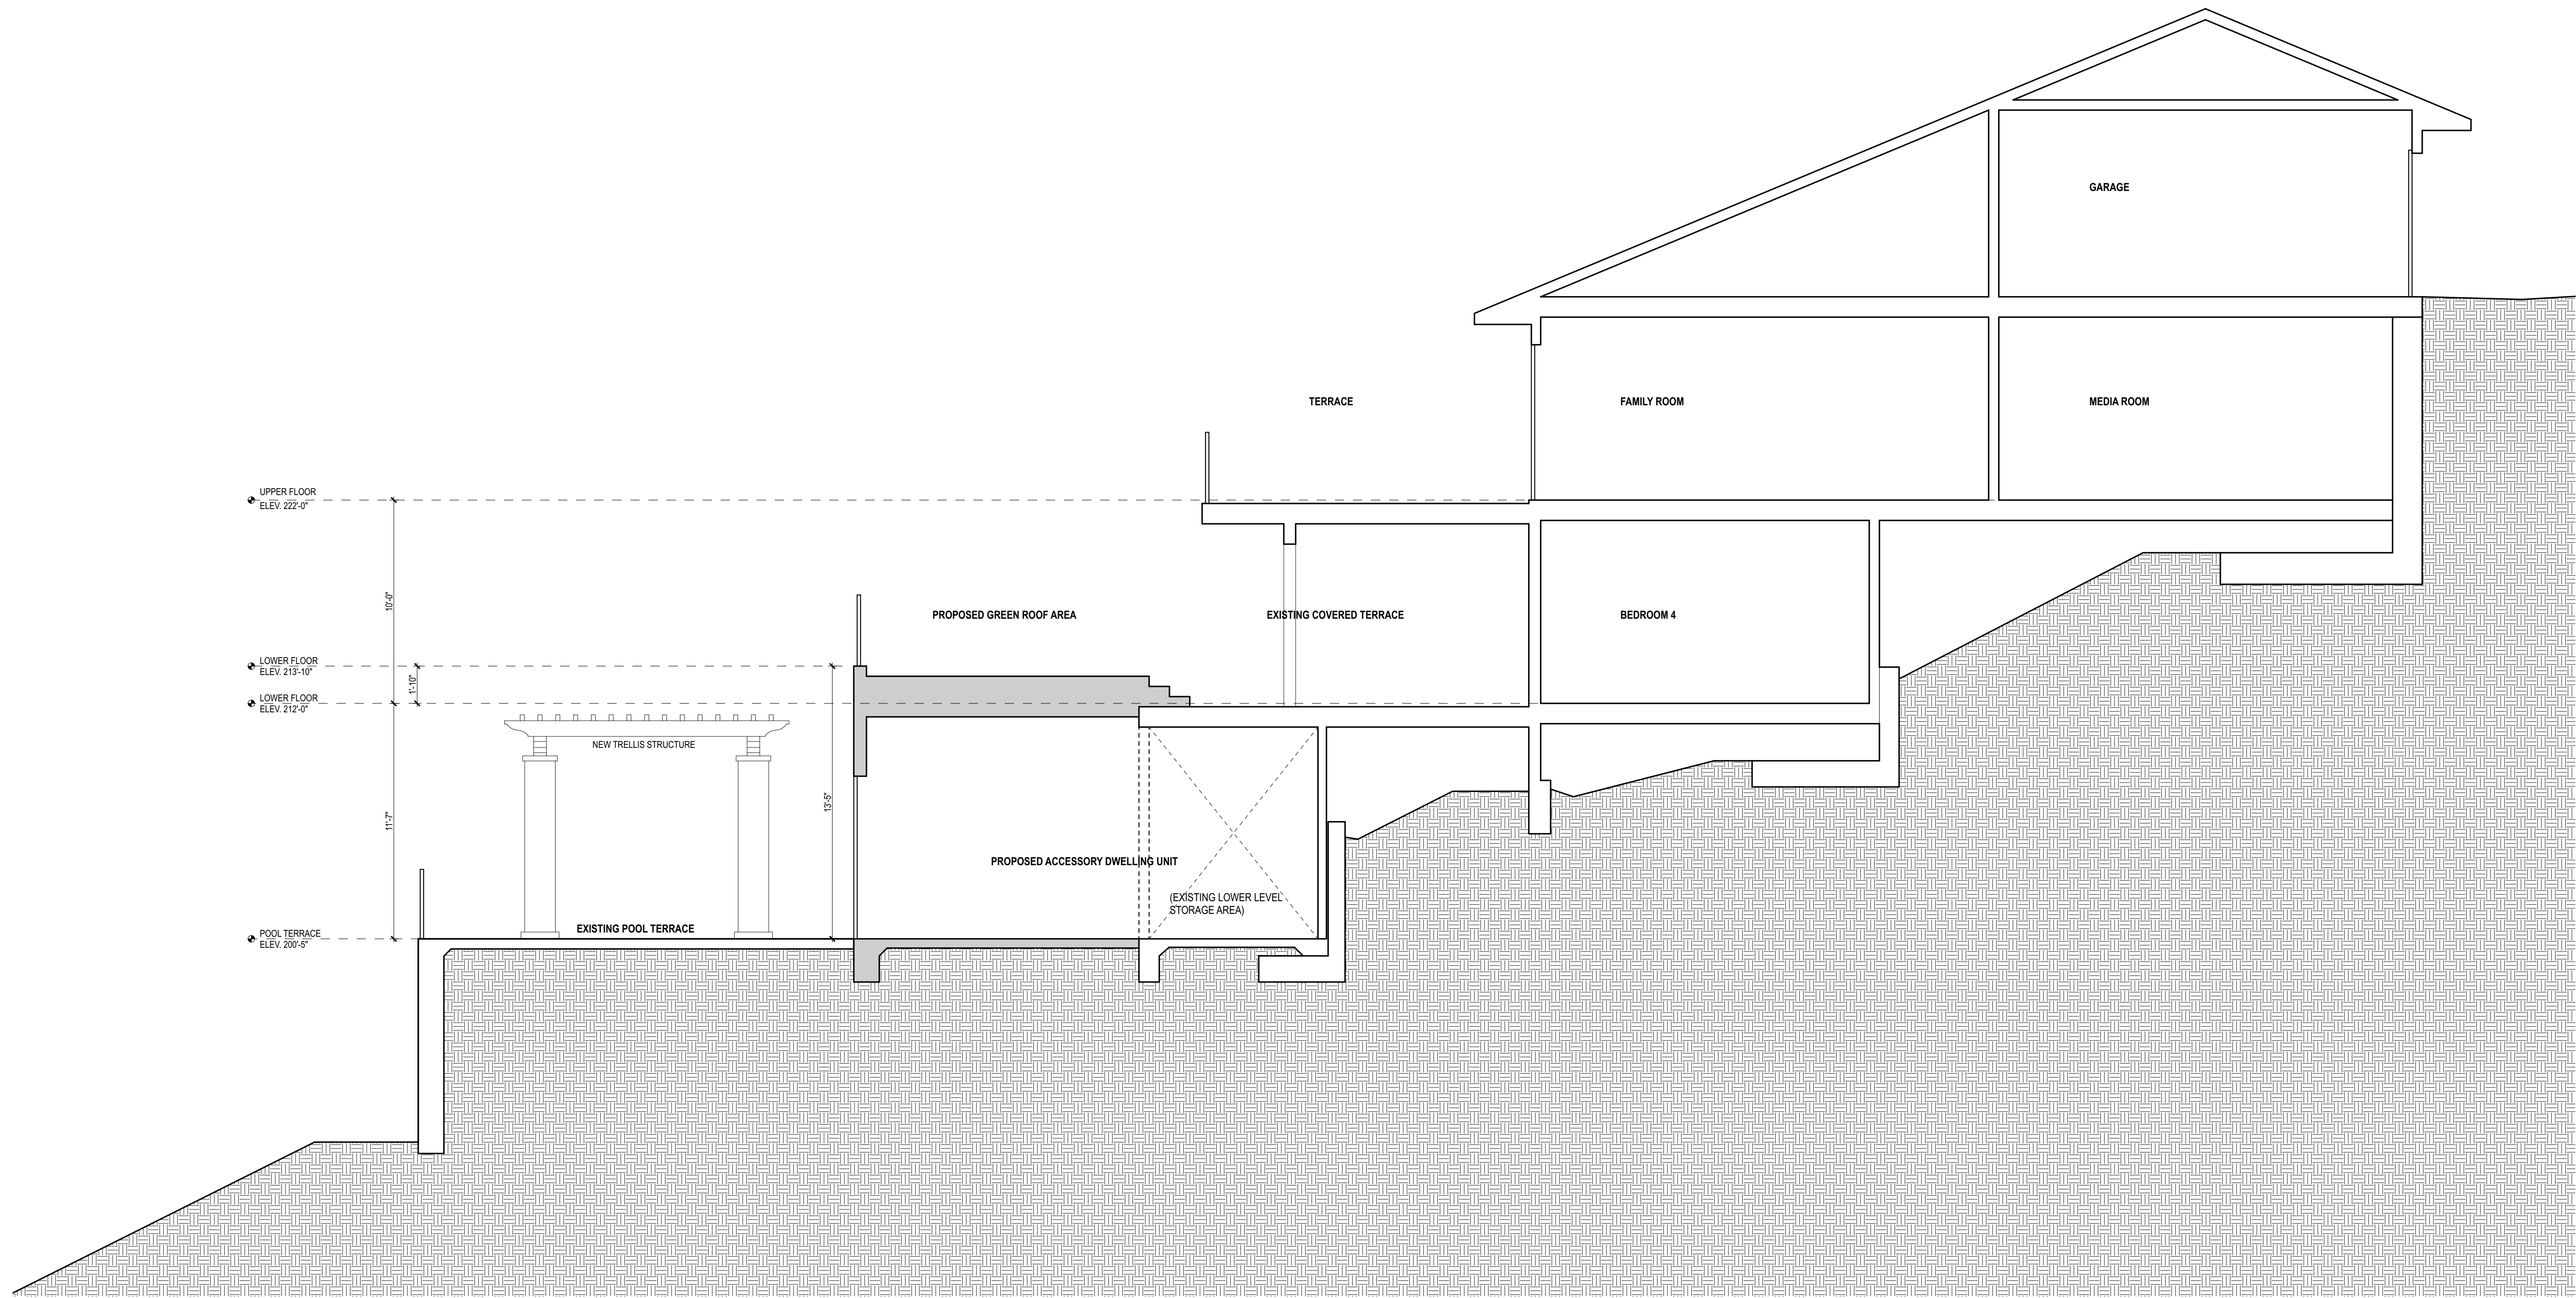 GARAGE
TERRACE
FAMILY ROOM
MEDIA ROOM
UPPER FLOOR
ELEV. 222'-0"
10'-0"
PROPOSED GREEN ROOF AREA
EXISTING COVERED TERRACE
BEDROOM 4
LOWER FLOOR
ELEV. 213'-10"
1'-10"
LOWER FLOOR
ELEV. 212'-0"
NEW TRELLIS STRUCTURE
11'-7"
13'-5"
PROPOSED ACCESSORY DWELLING UNIT
(EXISTING LOWER LEVEL
STORAGE AREA)
EXISTING POOL TERRACE
POOL TERRACE
ELEV. 200'-5"